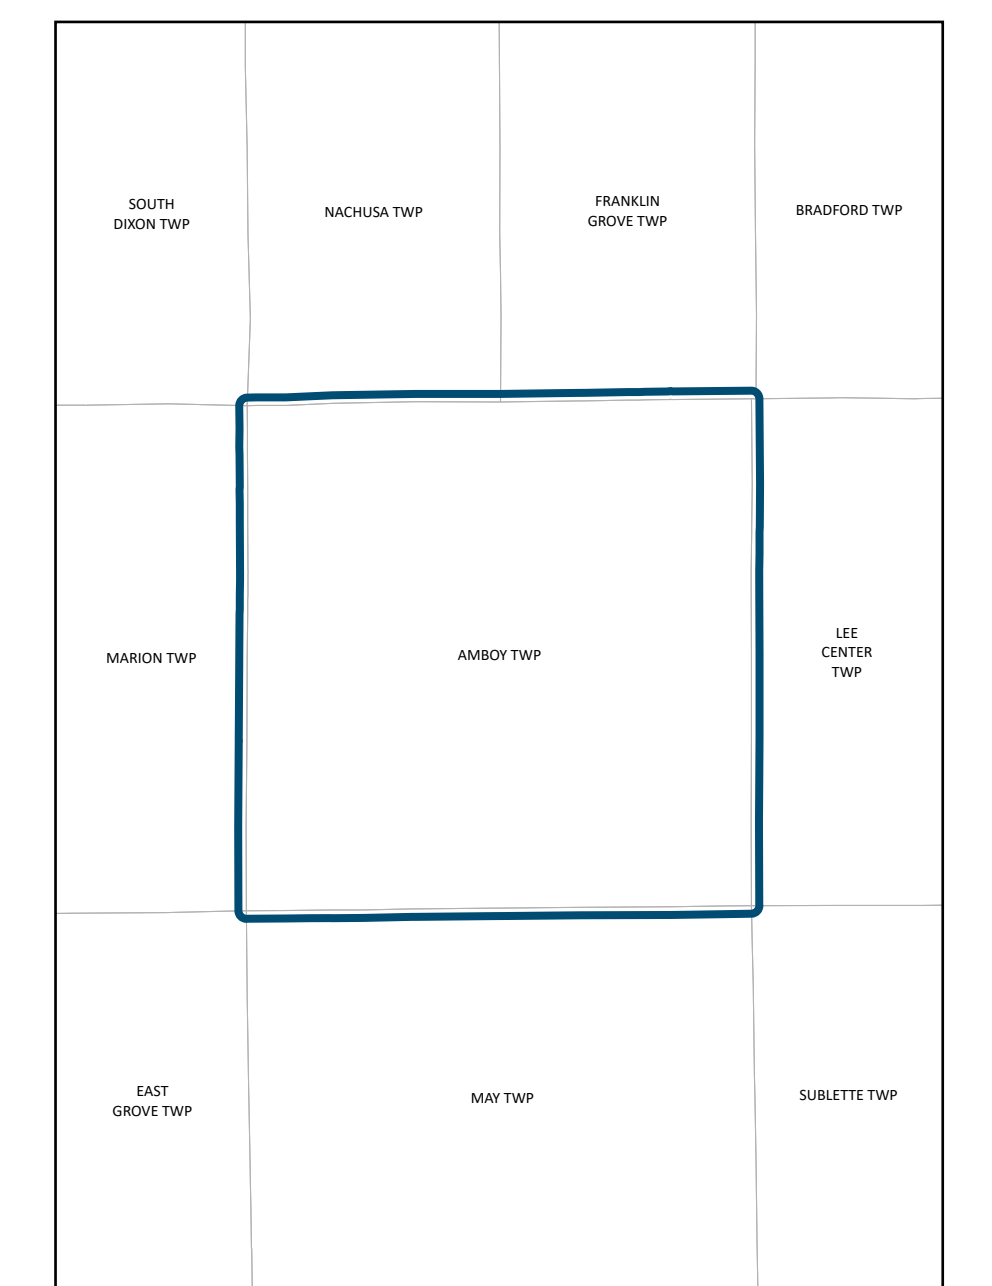 SOUTH
DIXON TWP
NACHUSA TWP
FRANKLIN
GROVE TWP
BRADFORD TWP
MARION TWP
AMBOY TWP
LEE
CENTER
TWP
EAST
GROVE TWP
MAY TWP
SUBLETTE TWP